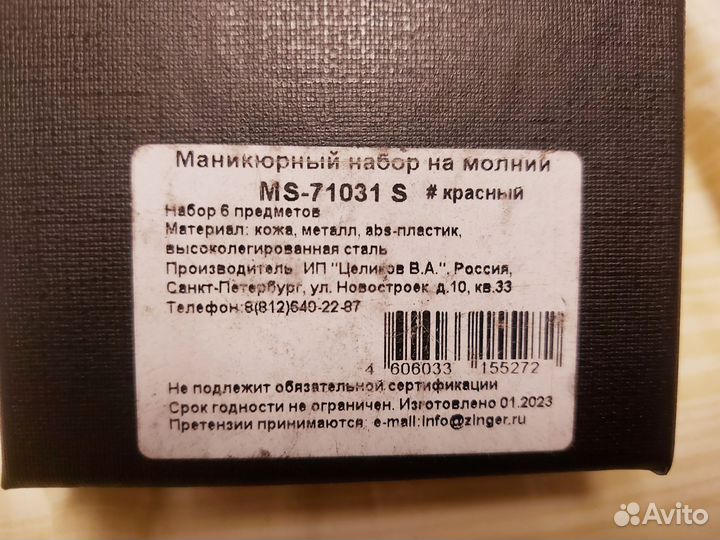 Маникюрный набор на молнии
MS-71031 S # красный
Набор 6 предметов
Материал: кожа, металл, abs-пластик,
высоколегированная сталь
Производитель ИП "Целиков В.А.", Россия,
Санкт-Петербург, ул. Новостроек д.10, кв.33
Телефон:8(812)640-22-87
4 606033 155272
Не подлежит обязательной сертификации
Срок годности не ограничен. Изготовлено 01.2023
Претензии принимаются: e-mail:info@zinger.ru
Avito